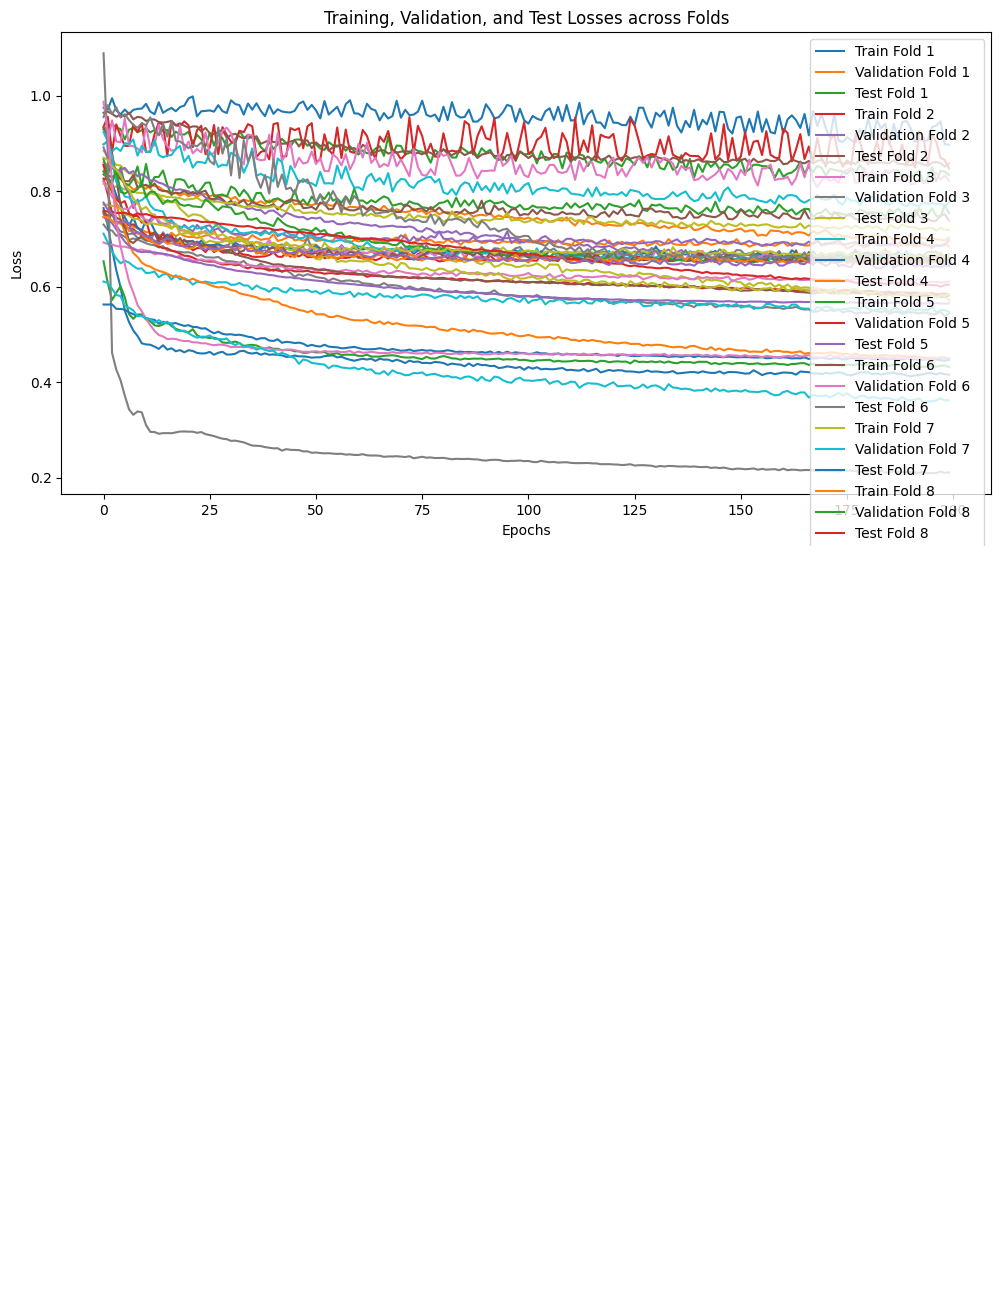 Training, Validation, and Test Losses across Folds
Loss
1.0
0.8
0.6
0.4
0.2
0
25
50
75
100
125
150
175
Epochs
Train Fold 1
Validation Fold 1
Test Fold 1
Train Fold 2
Validation Fold 2
Test Fold 2
Train Fold 3
Validation Fold 3
Test Fold 3
Train Fold 4
Validation Fold 4
Test Fold 4
Train Fold 5
Validation Fold 5
Test Fold 5
Train Fold 6
Validation Fold 6
Test Fold 6
Train Fold 7
Validation Fold 7
Test Fold 7
Train Fold 8
Validation Fold 8
Test Fold 8